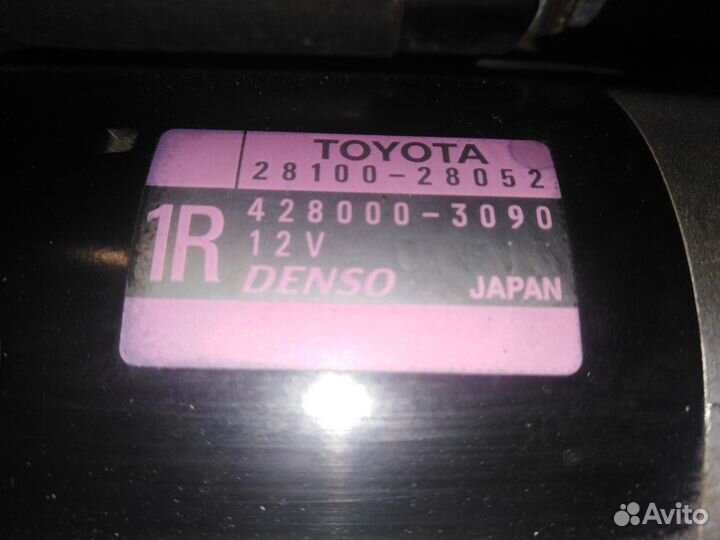 TOYOTA
28100-28052
1R
428000-3090
12V
DENSO JAPAN
Avito